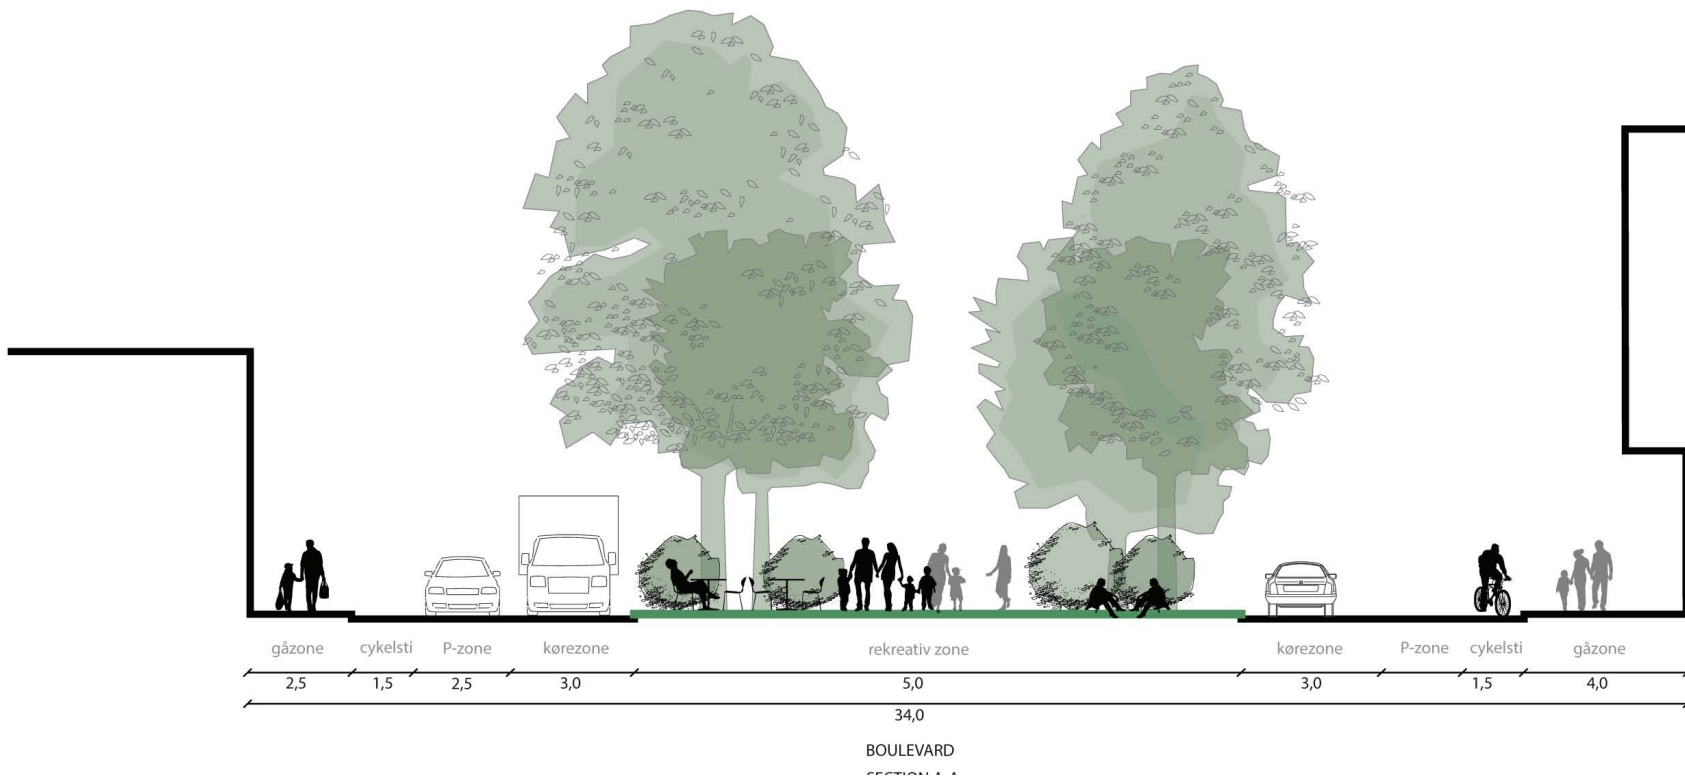 gåzone cykelsti P-zone kørezone rekreativ zone kørezone P-zone cykelsti gåzone
2,5 1,5 2,5 3,0 5,0 3,0 1,5 4,0
34,0
BOULEVARD
SECTION A-A